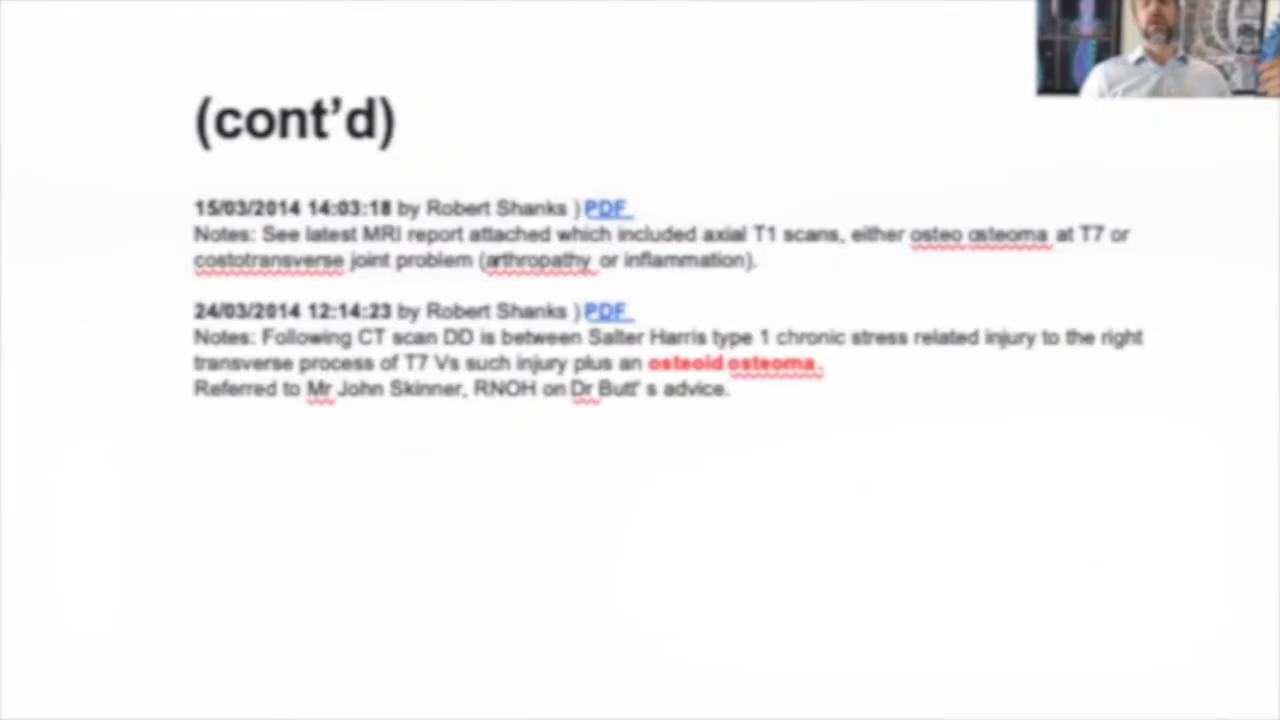 (cont’d)
15/03/2014 14:03:18 by Robert Shanks ) PDF
Notes: See latest MRI report attached which included axial T1 scans, either osteo osteoma at T7 or
costotransverse joint problem (arthropathy or inflammation).
24/03/2014 12:14:23 by Robert Shanks ) PDF
Notes: Following CT scan DD is between Salter Harris type 1 chronic stress related injury to the right
transverse process of T7 Vs such injury plus an osteoid osteoma.
Referred to Mr John Skinner, RNOH on Dr Butt' s advice.